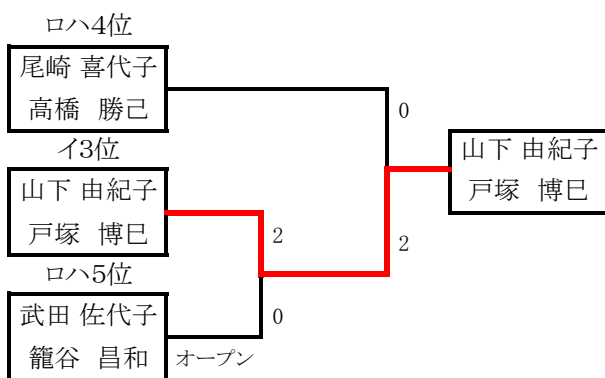 ロハ4位
尾崎 喜代子
高橋 勝己
0
イ3位
山下 由紀子
戸塚 博巳
山下 由紀子
戸塚 博巳
2
2
ロハ5位
武田 佐代子
籠谷 昌和
0
オープン